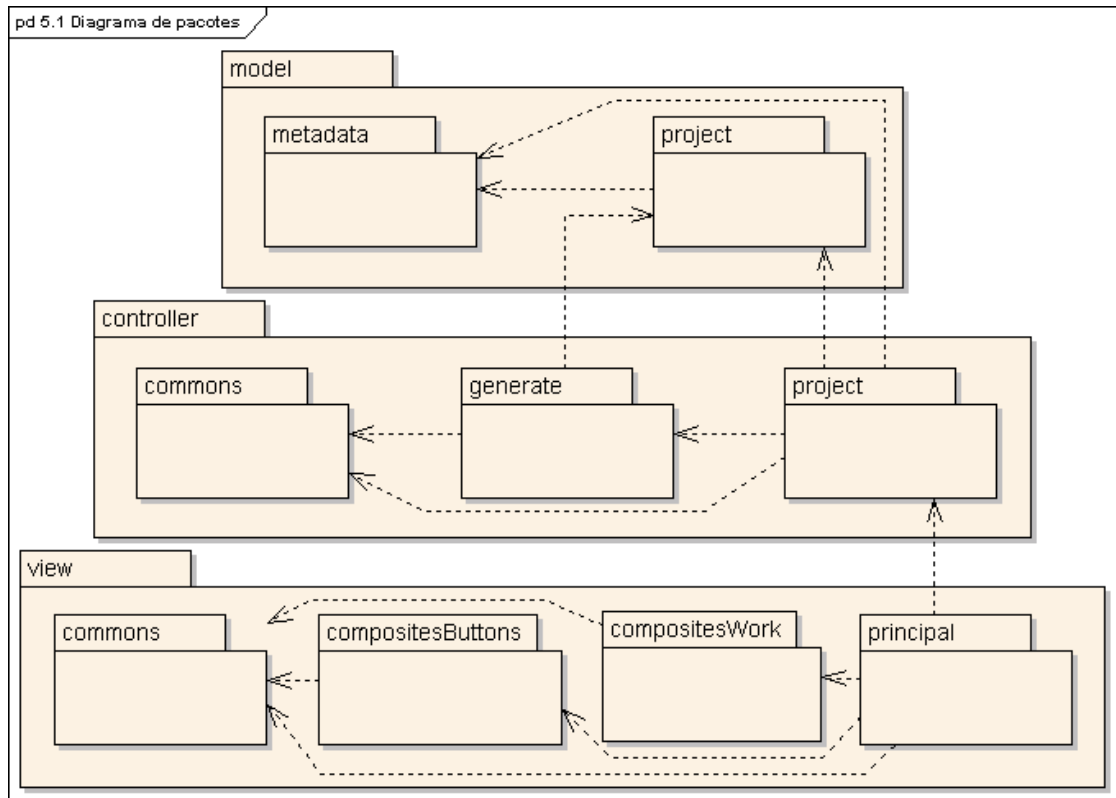 pd 5.1 Diagrama de pacotes
model
metadata
project
controller
commons
generate
project
view
commons
compositesButtons
compositesWork
principal